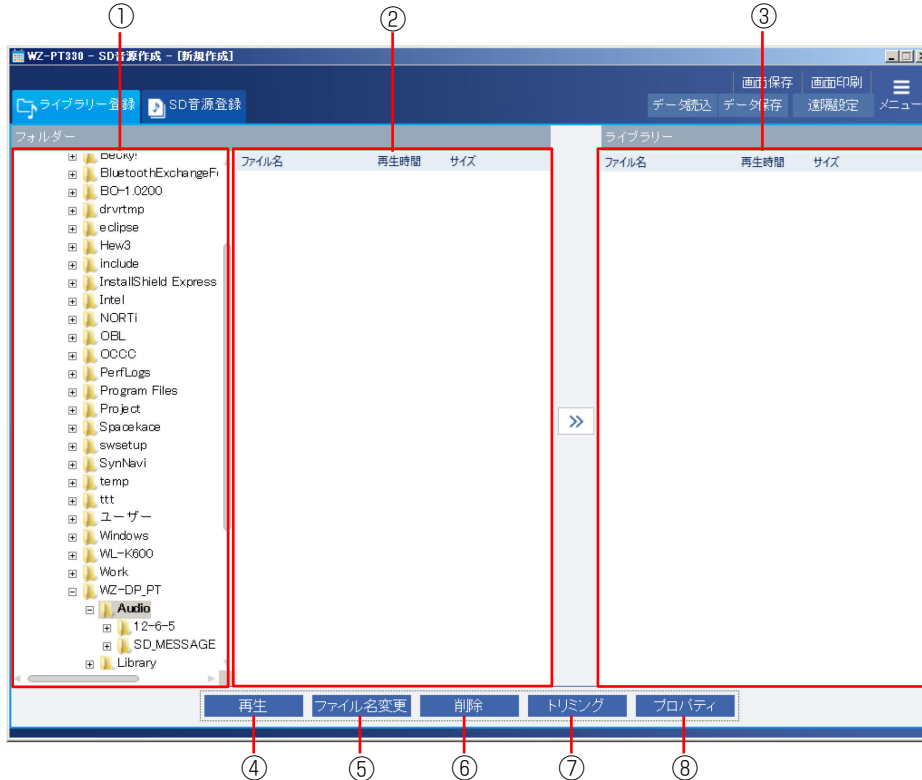 ① ② ③
WZ-PT330 - SD音源作成 - [新規作成]
画面保存 画面印刷
ライブラリー登録 SD音源登録 データ読込 データ保存 遠隔設定 メニュー
フォルダー ライブラリー
ファイル名 再生時間 サイズ ファイル名 再生時間 サイズ
Becky!
BluetoothExchangeF
BO-1.0200
drvrtmp
eclipse
Hew3
include
InstallShield Express
Intel
NORTi
OBL
OCCC
PerfLogs
Program Files
Project
Spacekace
swsetup
SynNavi
temp
ttt
ユーザー
Windows
WL-K600
Work
WZ-DP_PT
Audio
12-6-5
SD_MESSAGE
Library
再生 ファイル名変更 削除 トリミング プロパティ
④ ⑤ ⑥ ⑦ ⑧